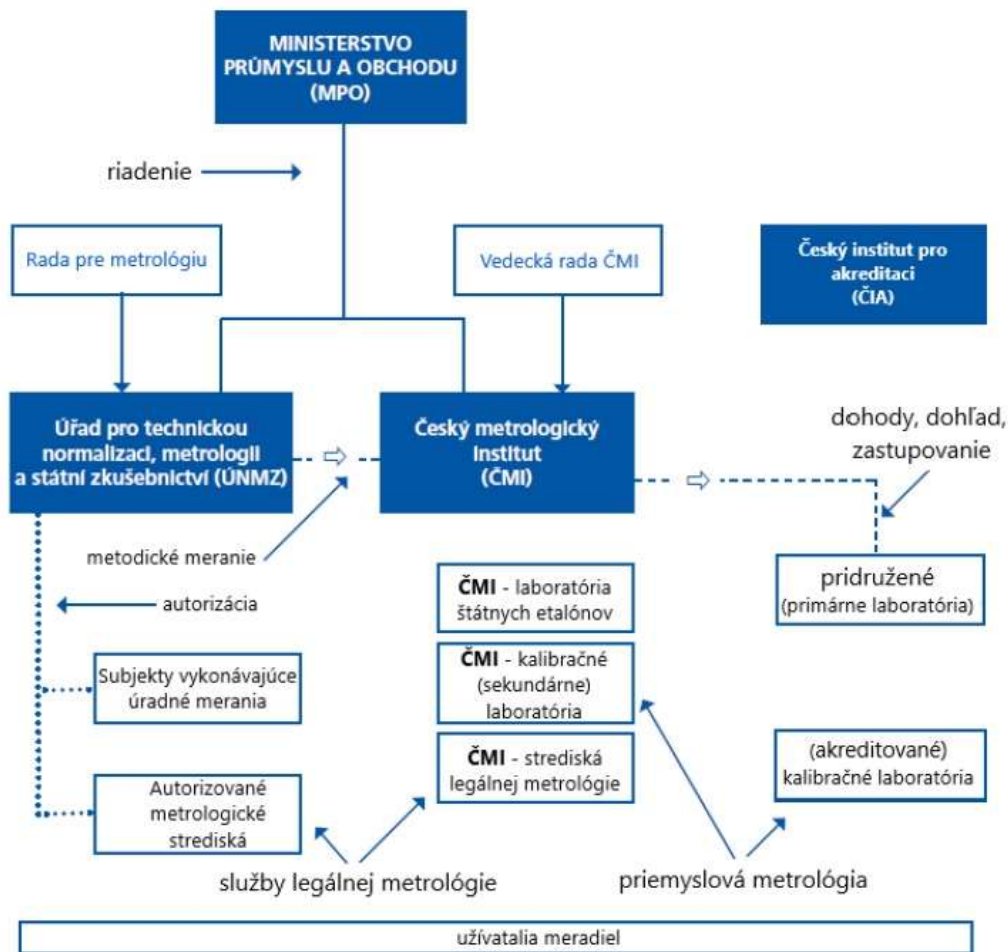 MINISTERSTVO
PRŮMYSLU A OBCHODU
(MPO)
riadenie
Rada pre metrológiu
Vedecká rada ČMI
Český institut pro
akreditaci
(ČIA)
Úřad pro technickou
normalizaci, metrologii
a státní zkušebnictví (ÚNMZ)
Český metrologický
institut
(ČMI)
dohody, dohľad,
zastupovanie
metodické meranie
autorizácia
ČMI - laboratória
štátnych etalónov
pridružené
(primárne laboratória)
Subjekty vykonávajúce
úradné merania
ČMI - kalibračné
(sekundárne)
laboratória
ČMI - strediská
legálnej metrológie
(akreditované)
kalibračné laboratória
Autorizované
metrologické
strediská
služby legálnej metrológie
priemyslová metrológia
užívatalia meradiel